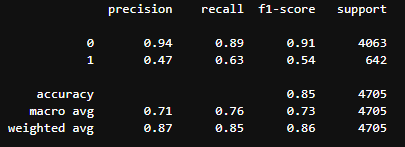 precision recall f1-score support
0 0.94 0.89 0.91 4063
1 0.47 0.63 0.54 642
accuracy 0.85 4705
macro avg 0.71 0.76 0.73 4705
weighted avg 0.87 0.85 0.86 4705